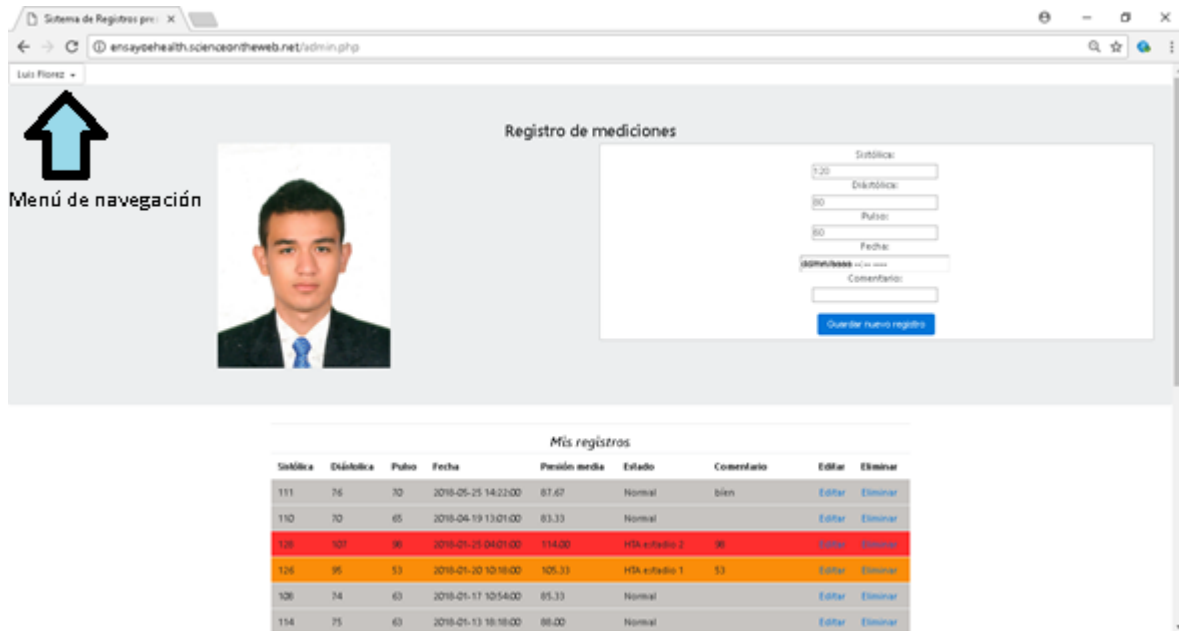 Sistema de Registros pre
ensayoehealth.scienceontheweb.net/admin.php
Luis Florez
Menú de navegación
Registro de mediciones
Sistólica:
120
Diástólica:
80
Pulso:
60
Fecha:
dd/mm/aaaa --:-- ----
Comentario:
Guardar nuevo registro
Mis registros
Sistólica Diástolica Pulso Fecha Presión media Estado Comentario Editar Eliminar
111 76 70 2018-05-25 14:22:00 87.67 Normal bien Editar Eliminar
110 70 65 2018-04-19 13:01:00 83.33 Normal Editar Eliminar
128 107 98 2018-01-25 04:01:00 114.00 HTA estadio 2 98 Editar Eliminar
126 95 53 2018-01-20 10:18:00 105.33 HTA estadio 1 53 Editar Eliminar
108 74 63 2018-01-17 10:54:00 85.33 Normal Editar Eliminar
114 75 63 2018-01-13 18:18:00 88.00 Normal Editar Eliminar